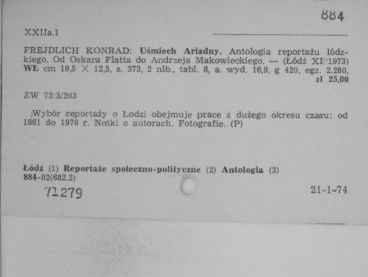 884
XXIIa.1
FREJDLICH KONRAD: Uśmiech Ariadny. Antologia reportażu łódz-
kiego. Od Oskara Flatta do Andrzeja Makowieckiego. — (Łódź XI 1973)
WŁ cm 19,5 X 12,5, s. 373, 2 nlb., tabl. 8, a. wyd. 16,9, g 420, egz. 2.280,
zł 25,00
ZW 73:3/203
Wybór reportaży o Łodzi obejmuje prace z dużego okresu czasu: od
1861 do 1970 r. Notki o autorach. Fotografie. (P)
Łódź (1) Reportaże społeczno-polityczne (2) Antologia (3)
884-92(682.2)
71279
21-1-74